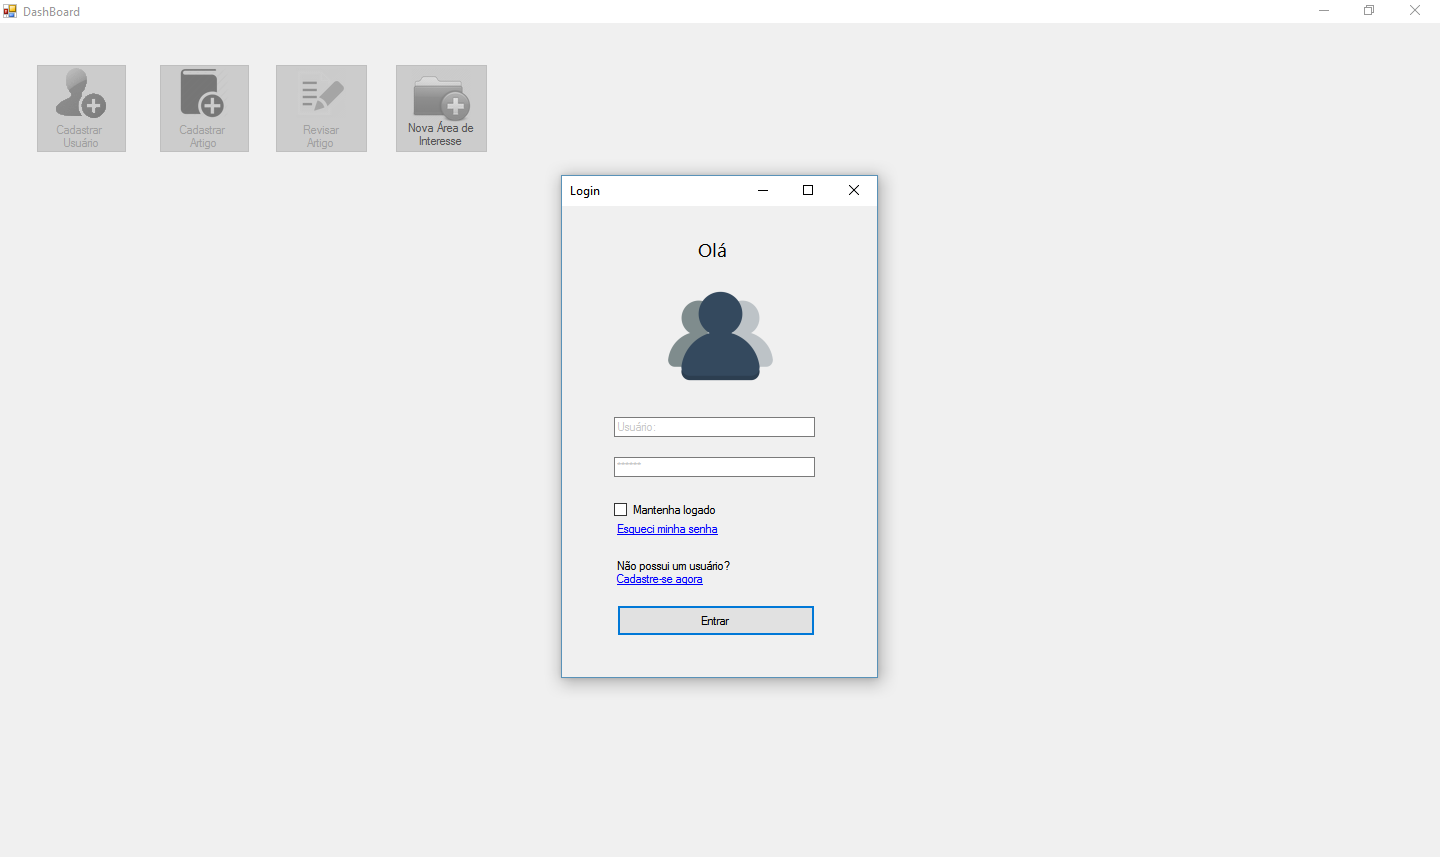 DashBoard
Cadastrar
Usuário
Cadastrar
Artigo
Revisar
Artigo
Nova Área de
Interesse
Login
Olá
Usuário:
******
Mantenha logado
Esqueci minha senha
Não possui um usuário?
Cadastre-se agora
Entrar